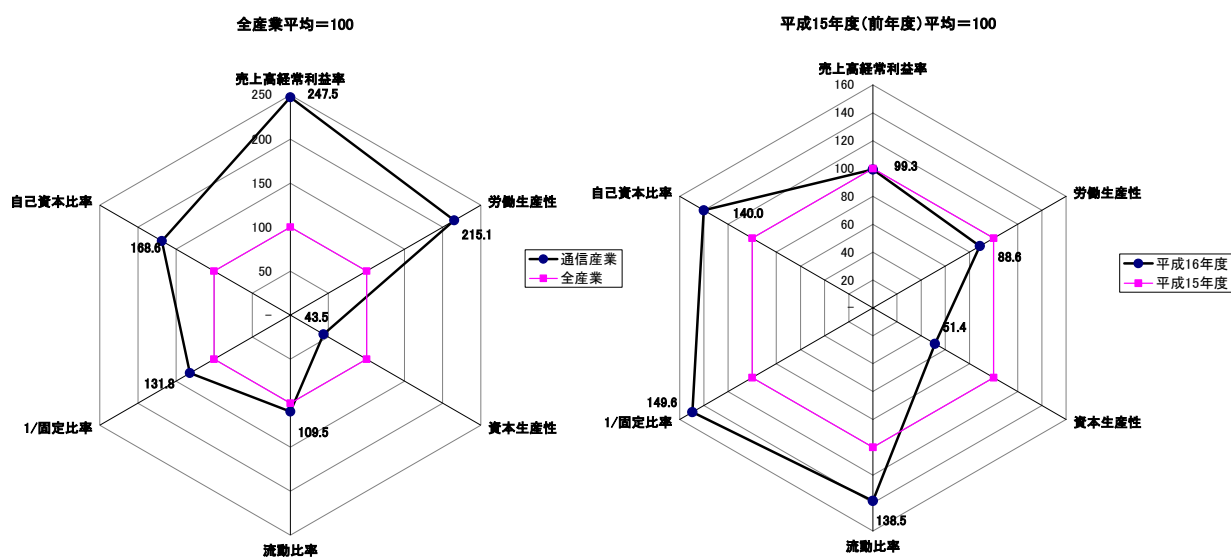 全産業平均=100
売上高経常利益率
250
247.5
200
自己資本比率
150
労働生産性
100
215.1
168.6
50
43.5
－
131.8
1/固定比率
109.5
資本生産性
流動比率
通信産業
全産業
平成15年度(前年度)平均=100
売上高経常利益率
160
140
120
自己資本比率
100
99.3
労働生産性
140.0
80
60
88.6
40
20
－
51.4
149.6
1/固定比率
資本生産性
138.5
流動比率
平成16年度
平成15年度